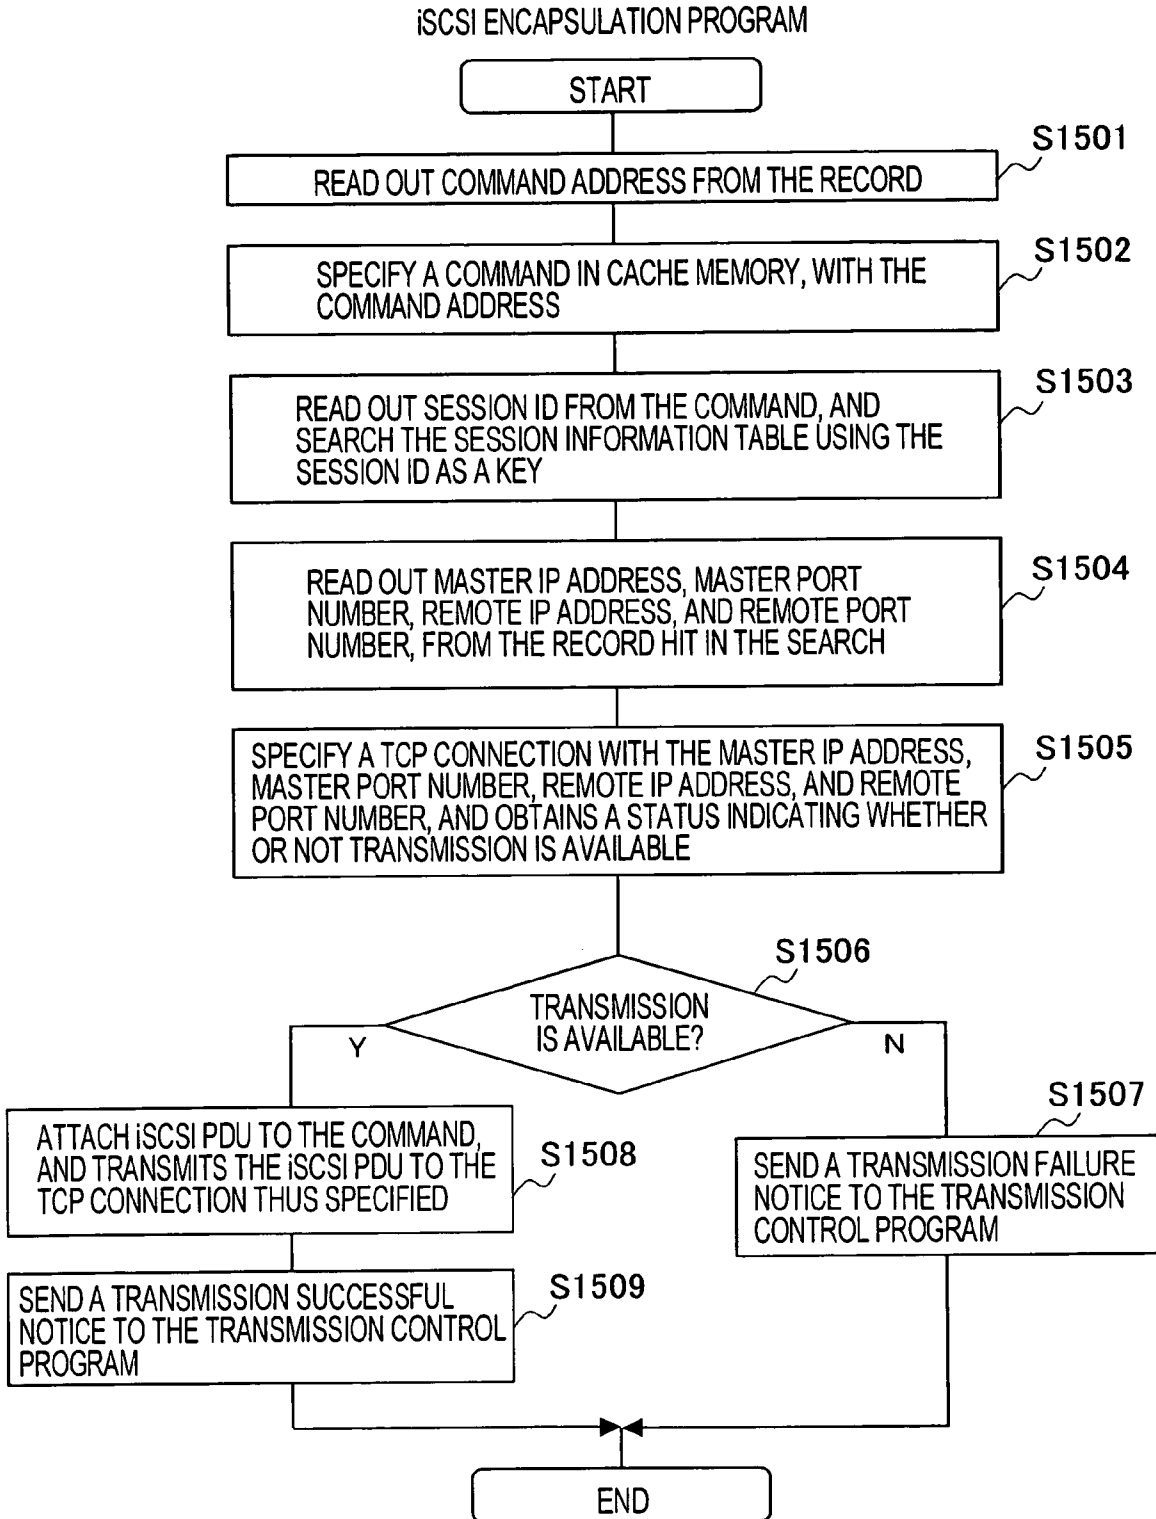 iSCSI ENCAPSULATION PROGRAM
START
S1501
READ OUT COMMAND ADDRESS FROM THE RECORD
S1502
SPECIFY A COMMAND IN CACHE MEMORY, WITH THE
COMMAND ADDRESS
S1503
READ OUT SESSION ID FROM THE COMMAND, AND
SEARCH THE SESSION INFORMATION TABLE USING THE
SESSION ID AS A KEY
S1504
READ OUT MASTER IP ADDRESS, MASTER PORT
NUMBER, REMOTE IP ADDRESS, AND REMOTE PORT
NUMBER, FROM THE RECORD HIT IN THE SEARCH
S1505
SPECIFY A TCP CONNECTION WITH THE MASTER IP ADDRESS,
MASTER PORT NUMBER, REMOTE IP ADDRESS, AND REMOTE
PORT NUMBER, AND OBTAINS A STATUS INDICATING WHETHER
OR NOT TRANSMISSION IS AVAILABLE
S1506
TRANSMISSION
IS AVAILABLE?
Y
N
S1508
ATTACH iSCSI PDU TO THE COMMAND,
AND TRANSMITS THE iSCSI PDU TO THE
TCP CONNECTION THUS SPECIFIED
S1507
SEND A TRANSMISSION FAILURE
NOTICE TO THE TRANSMISSION
CONTROL PROGRAM
S1509
SEND A TRANSMISSION SUCCESSFUL
NOTICE TO THE TRANSMISSION CONTROL
PROGRAM
END